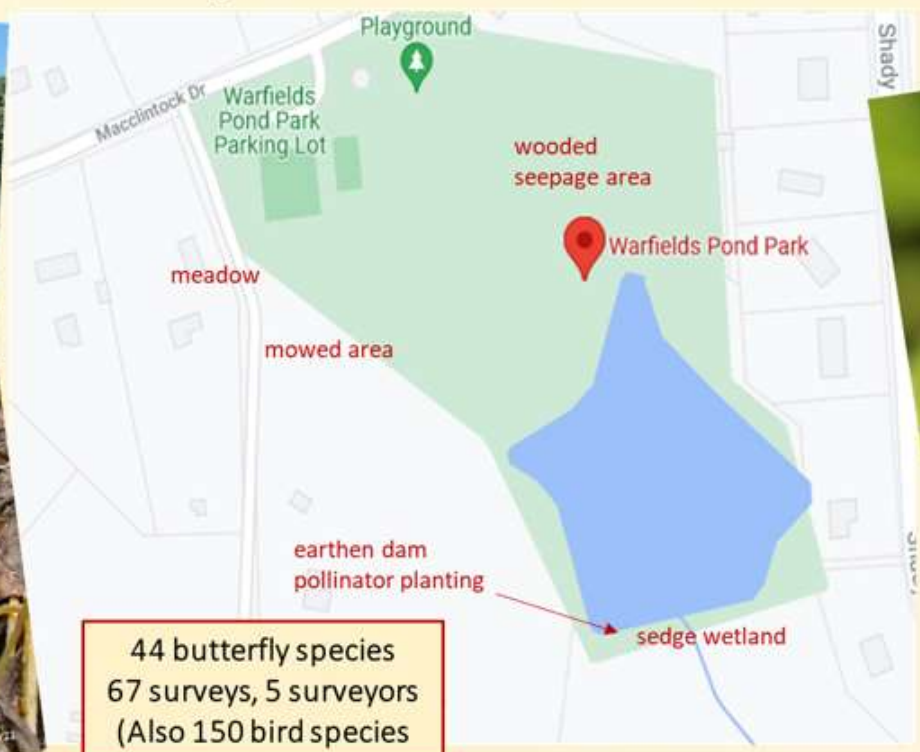 Playground
Shady
Macclintock Dr
Warfields
Pond Park
Parking Lot
wooded
seepage area
Warfields Pond Park
meadow
mowed area
earthen dam
pollinator planting
sedge wetland
44 butterfly species
67 surveys, 5 surveyors
(Also 150 bird species